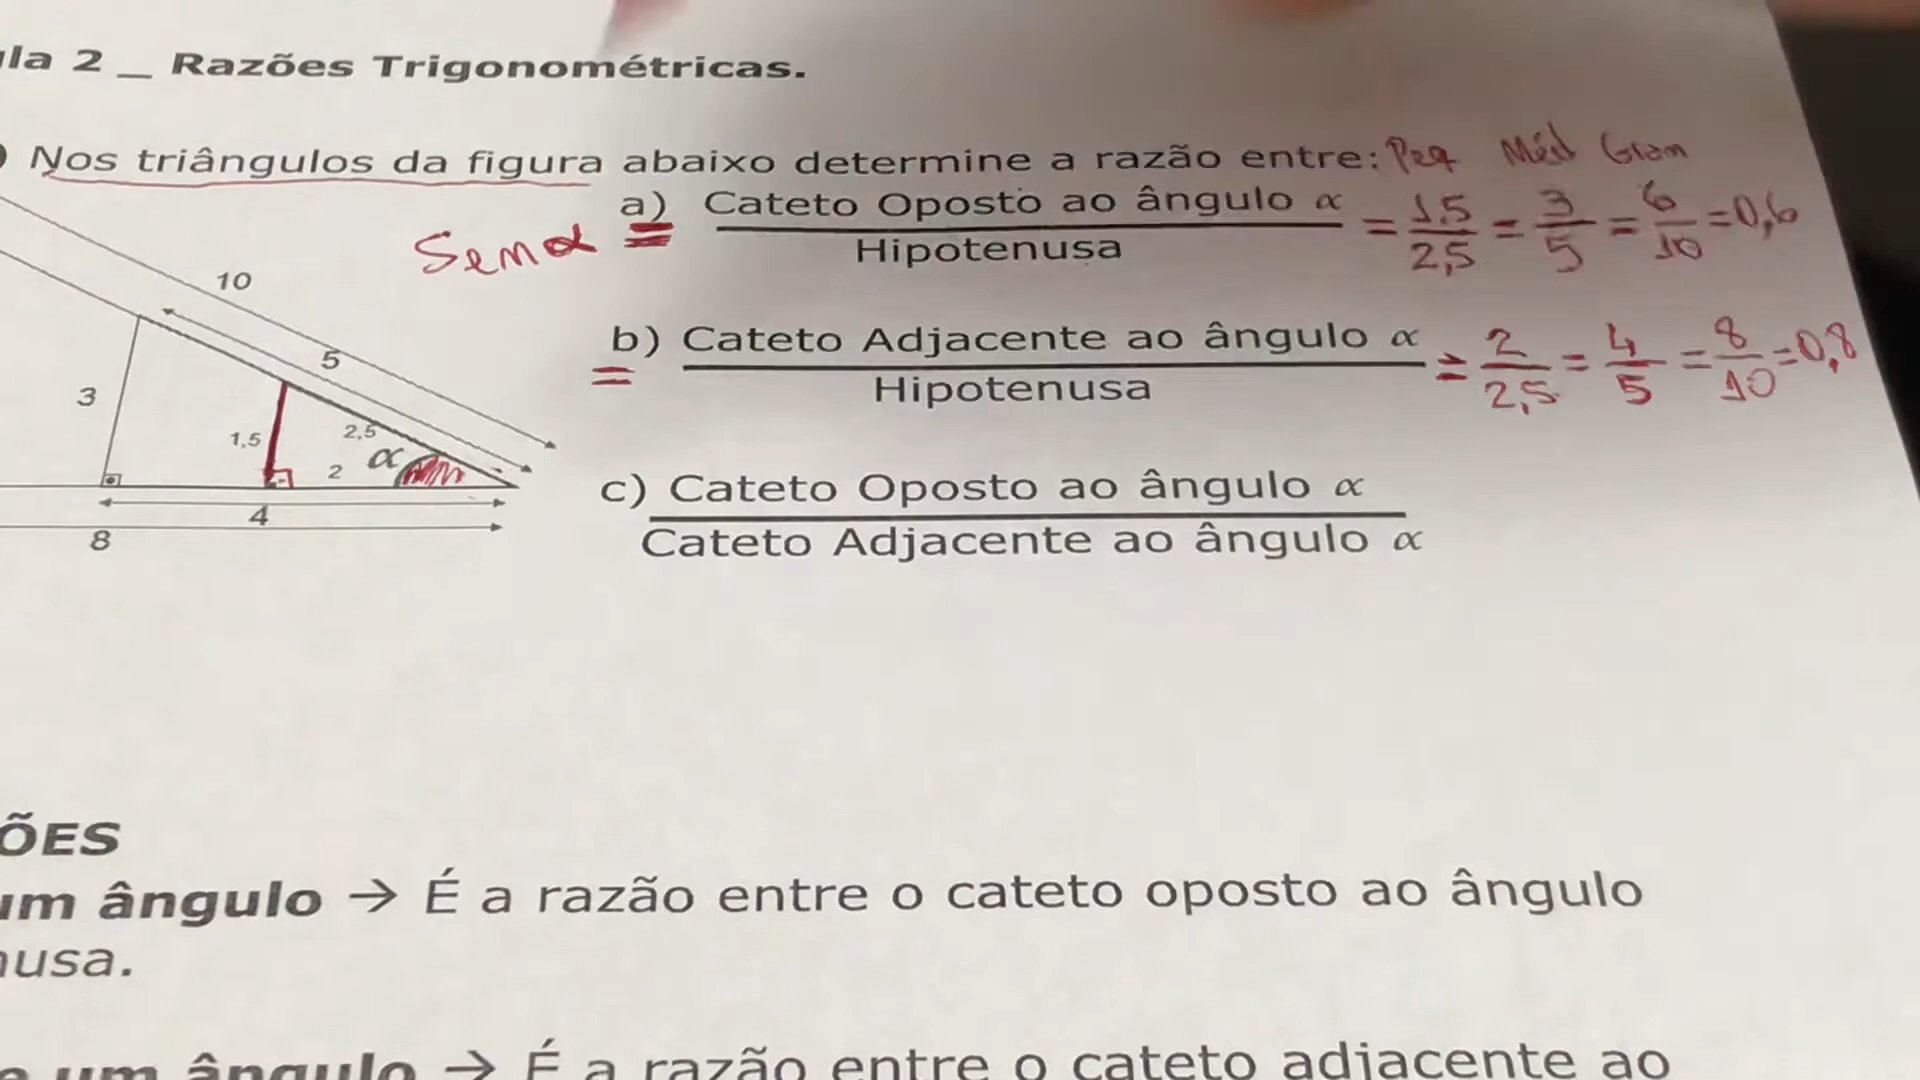 la 2 _ Razões Trigonométricas.
Nos triângulos da figura abaixo determine a razão entre: Peq Méd Gran
a) Cateto Oposto ao ângulo α = 1,5 = 3 = 6 = 0,6
Hipotenusa 2,5 5 10
Sen α =
10
b) Cateto Adjacente ao ângulo α = 2 = 4 = 8 = 0,8
= Hipotenusa 2,5 5 10
5
3
1,5 2,5
2 α
c) Cateto Oposto ao ângulo α
Cateto Adjacente ao ângulo α
4
8
ÕES
um ângulo → É a razão entre o cateto oposto ao ângulo
usa.
e um ângulo → É a razão entre o cateto adjacente ao